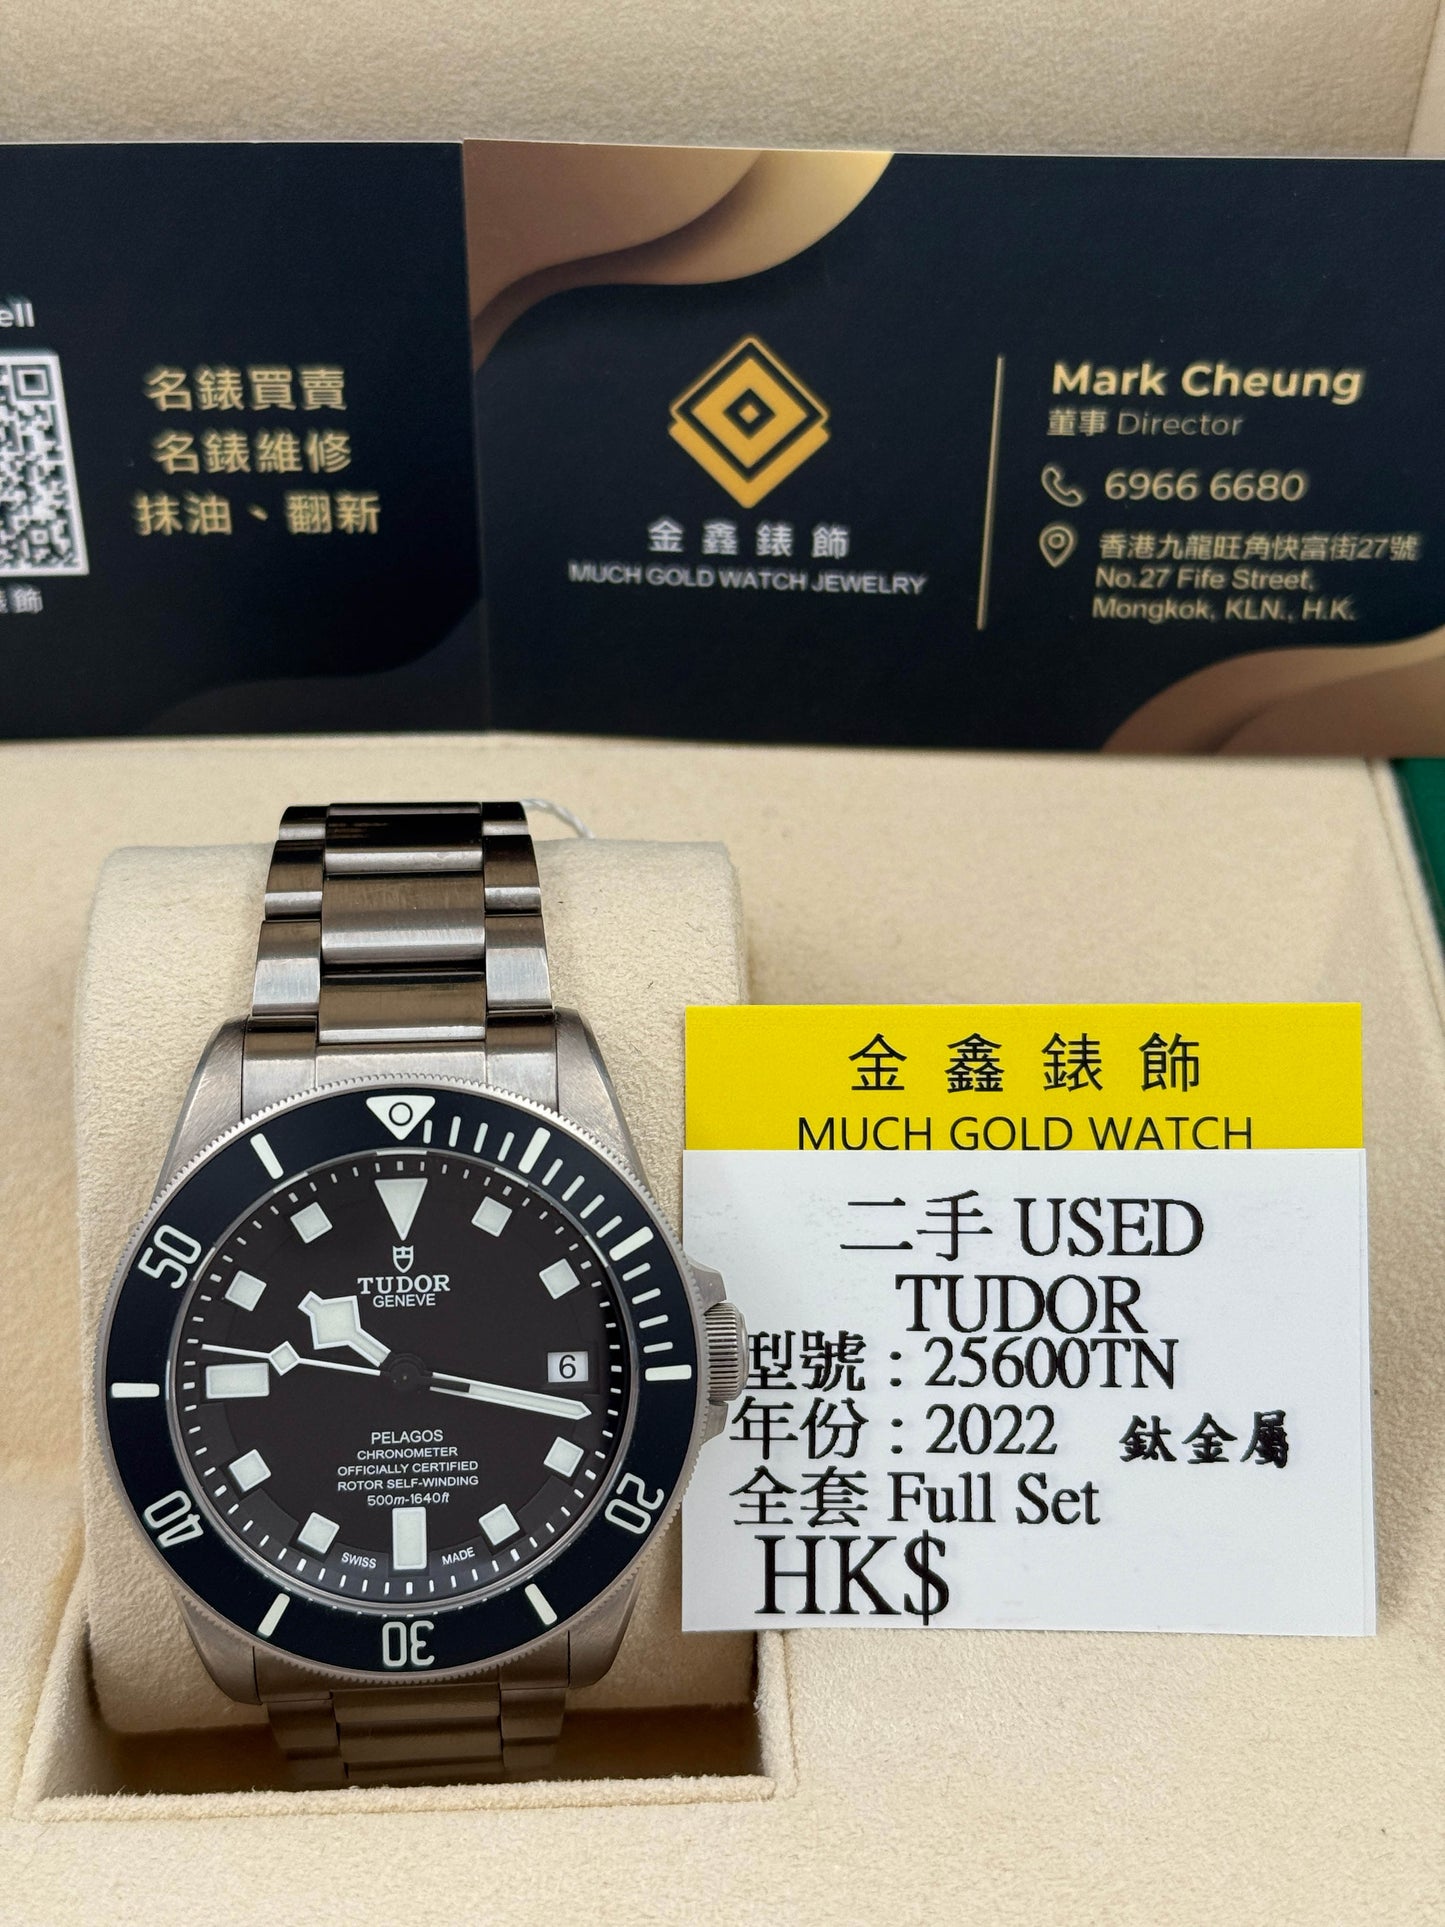 ell
飾
名錶買賣
名錶維修
抹油、翻新
金鑫錶飾
MUCH GOLD WATCH JEWELRY
Mark Cheung
董事 Director
6966 6680
香港九龍旺角快富街27號
No.27 Fife Street,
Mongkok, KLN., H.K.
金鑫錶飾
MUCH GOLD WATCH
二手 USED
TUDOR
型號 : 25600TN
年份 : 2022 鈦金屬
全套 Full Set
HK$
50
40
30
20
TUDOR
GENEVE
6
PELAGOS
CHRONOMETER
OFFICIALLY CERTIFIED
ROTOR SELF-WINDING
500m-1640ft
SWISS MADE